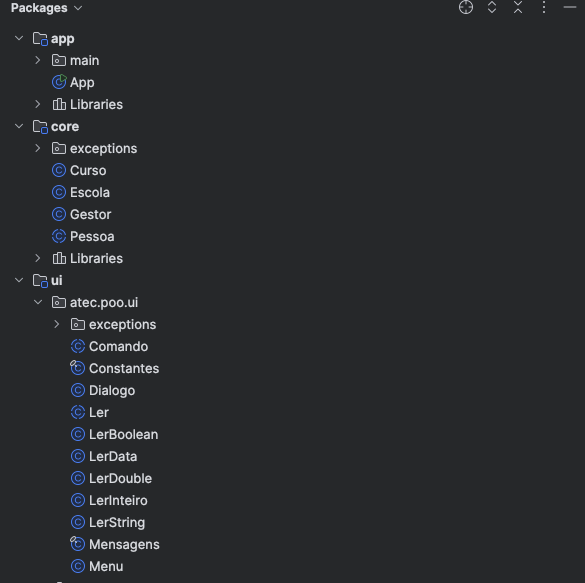 Packages
app
main
App
Libraries
core
exceptions
Curso
Escola
Gestor
Pessoa
Libraries
ui
atec.poo.ui
exceptions
Comando
Constantes
Dialogo
Ler
LerBoolean
LerData
LerDouble
LerInteiro
LerString
Mensagens
Menu